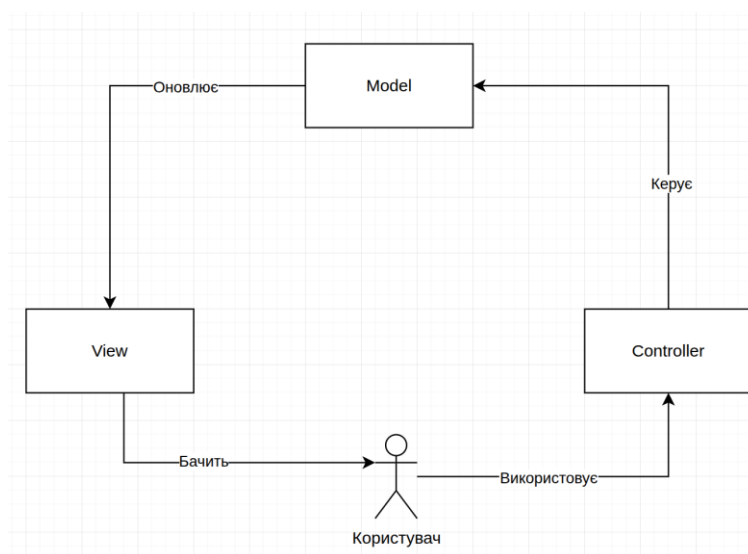 Model
Оновлює
Керує
View
Controller
Бачить
Використовує
Користувач